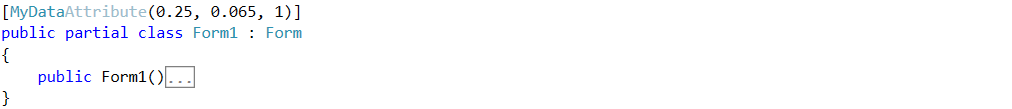 [MyDataAttribute(0.25, 0.065, 1)]
public partial class Form1 : Form
{
    public Form1()...
}